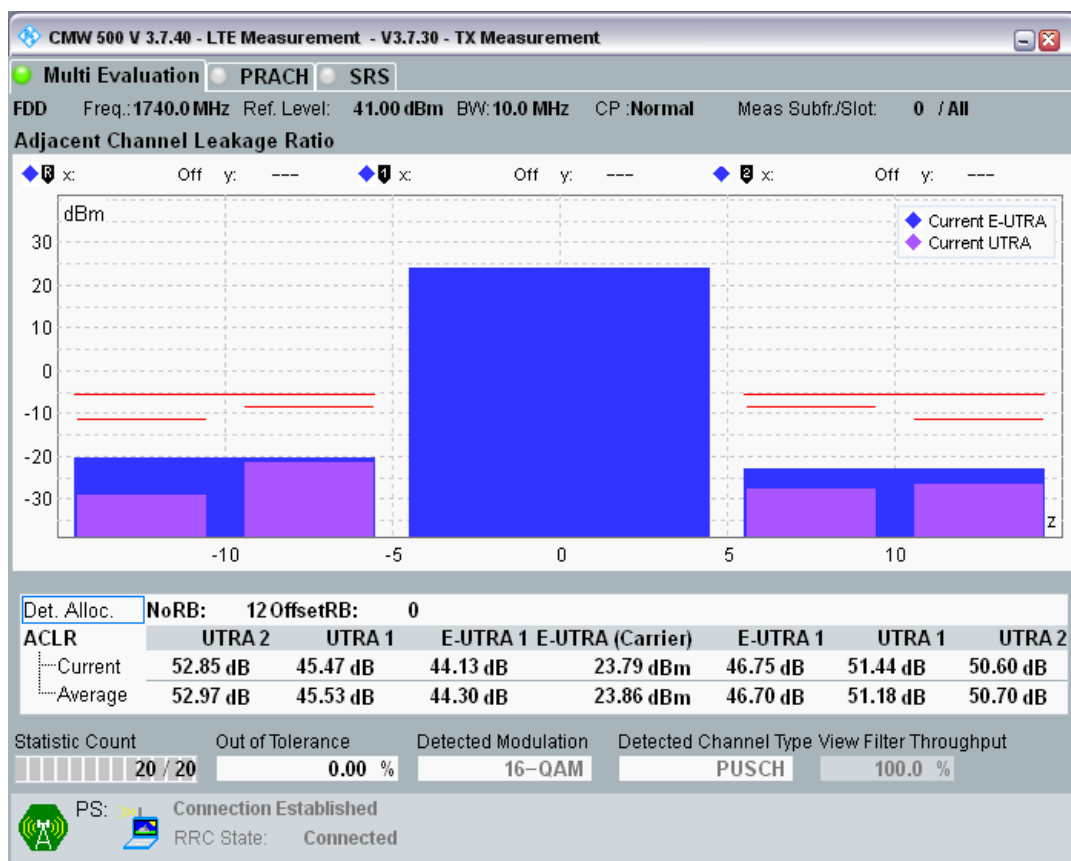 CMW 500 V 3.7.40 - LTE Measurement - V3.7.30 - TX Measurement
Multi Evaluation PRACH SRS
FDD Freq.: 1740.0 MHz Ref. Level: 41.00 dBm BW: 10.0 MHz CP : Normal Meas Subfr./Slot: 0 / All
Adjacent Channel Leakage Ratio
R x: Off y: --- 1 x: Off y: --- 2 x: Off y: ---
dBm
Current E-UTRA
Current UTRA
30
20
10
0
-10
-20
-30
z
-10 -5 0 5 10
Det. Alloc. NoRB: 12 OffsetRB: 0
ACLR UTRA 2 UTRA 1 E-UTRA 1 E-UTRA (Carrier) E-UTRA 1 UTRA 1 UTRA 2
Current 52.85 dB 45.47 dB 44.13 dB 23.79 dBm 46.75 dB 51.44 dB 50.60 dB
Average 52.97 dB 45.53 dB 44.30 dB 23.86 dBm 46.70 dB 51.18 dB 50.70 dB
Statistic Count Out of Tolerance Detected Modulation Detected Channel Type View Filter Throughput
20 / 20 0.00 % 16-QAM PUSCH 100.0 %
PS: Connection Established
RRC State: Connected